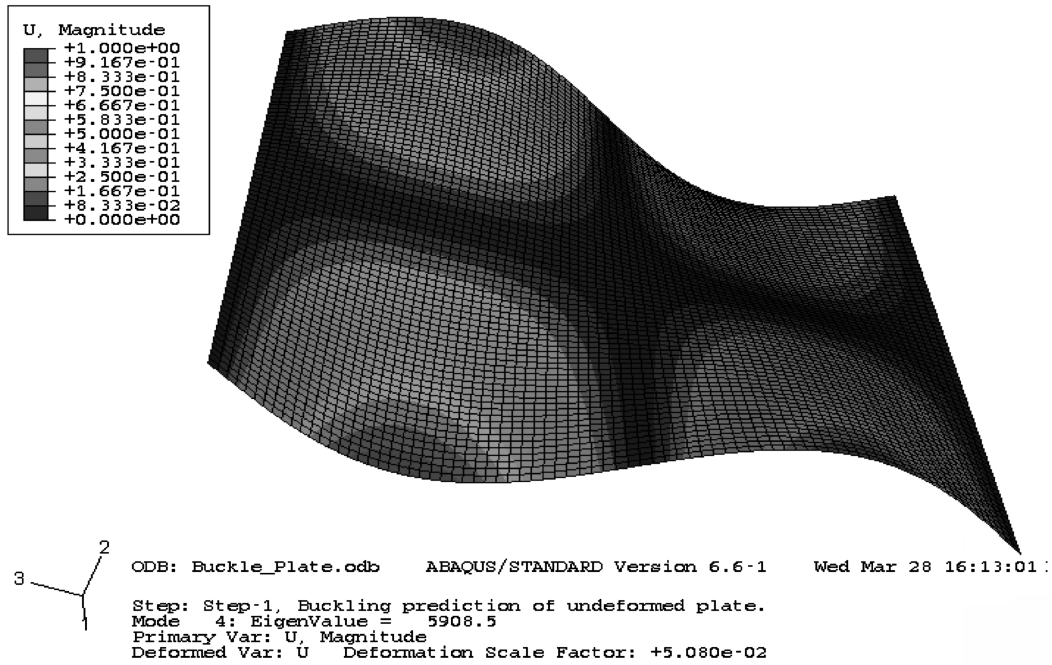 U, Magnitude
+1.000e+00
+9.167e-01
+8.333e-01
+7.500e-01
+6.667e-01
+5.833e-01
+5.000e-01
+4.167e-01
+3.333e-01
+2.500e-01
+1.667e-01
+8.333e-02
+0.000e+00
2
3
1
ODB: Buckle_Plate.odb ABAQUS/STANDARD Version 6.6-1 Wed Mar 28 16:13:01
Step: Step-1, Buckling prediction of undeformed plate.
Mode 4: EigenValue = 5908.5
Primary Var: U, Magnitude
Deformed Var: U Deformation Scale Factor: +5.080e-02